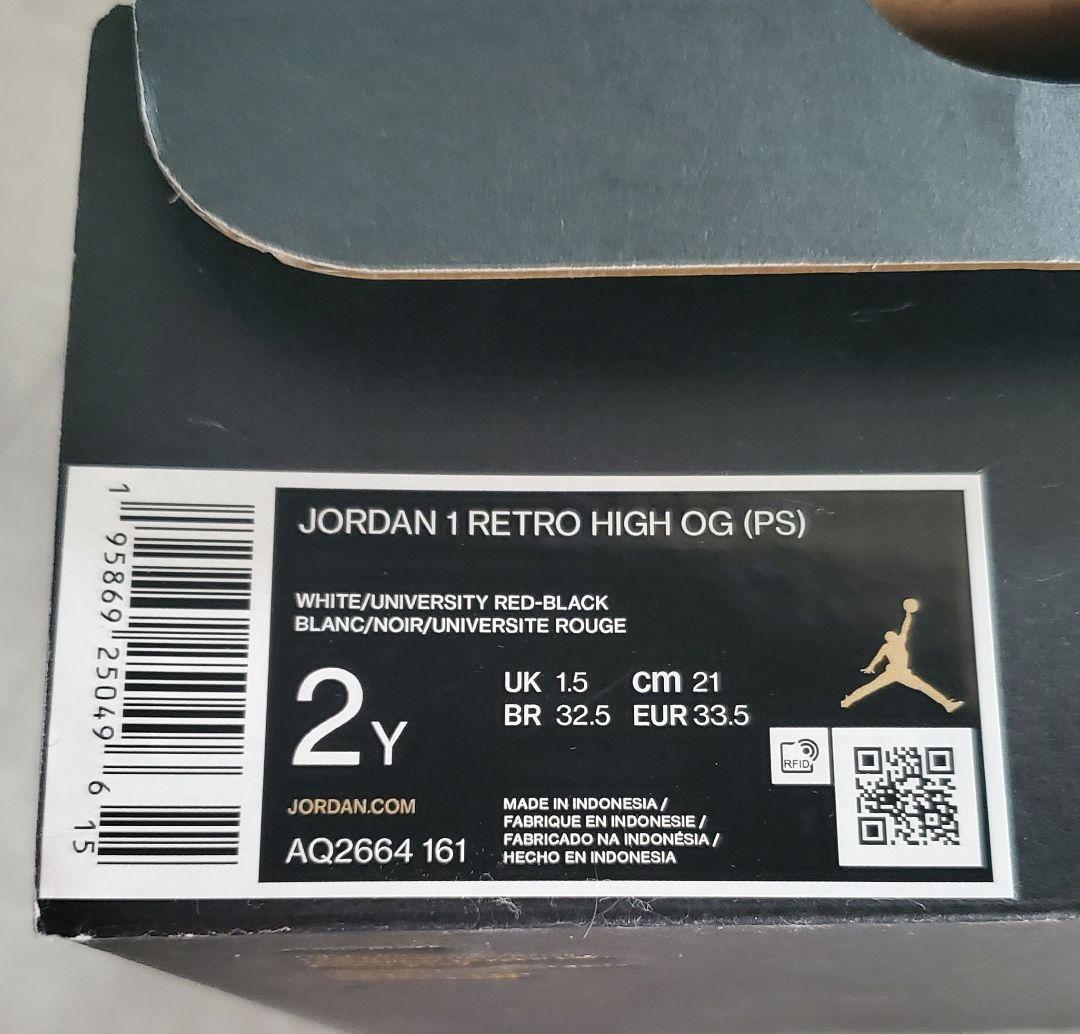 JORDAN 1 RETRO HIGH OG (PS)
WHITE/UNIVERSITY RED-BLACK
BLANC/NOIR/UNIVERSITE ROUGE
2Y
UK 1.5 cm 21
BR 32.5 EUR 33.5
RFID
JORDAN.COM
AQ2664 161
MADE IN INDONESIA /
FABRIQUE EN INDONESIE /
FABRICADO NA INDONÉSIA /
HECHO EN INDONESIA
1 95869 25049 6 15